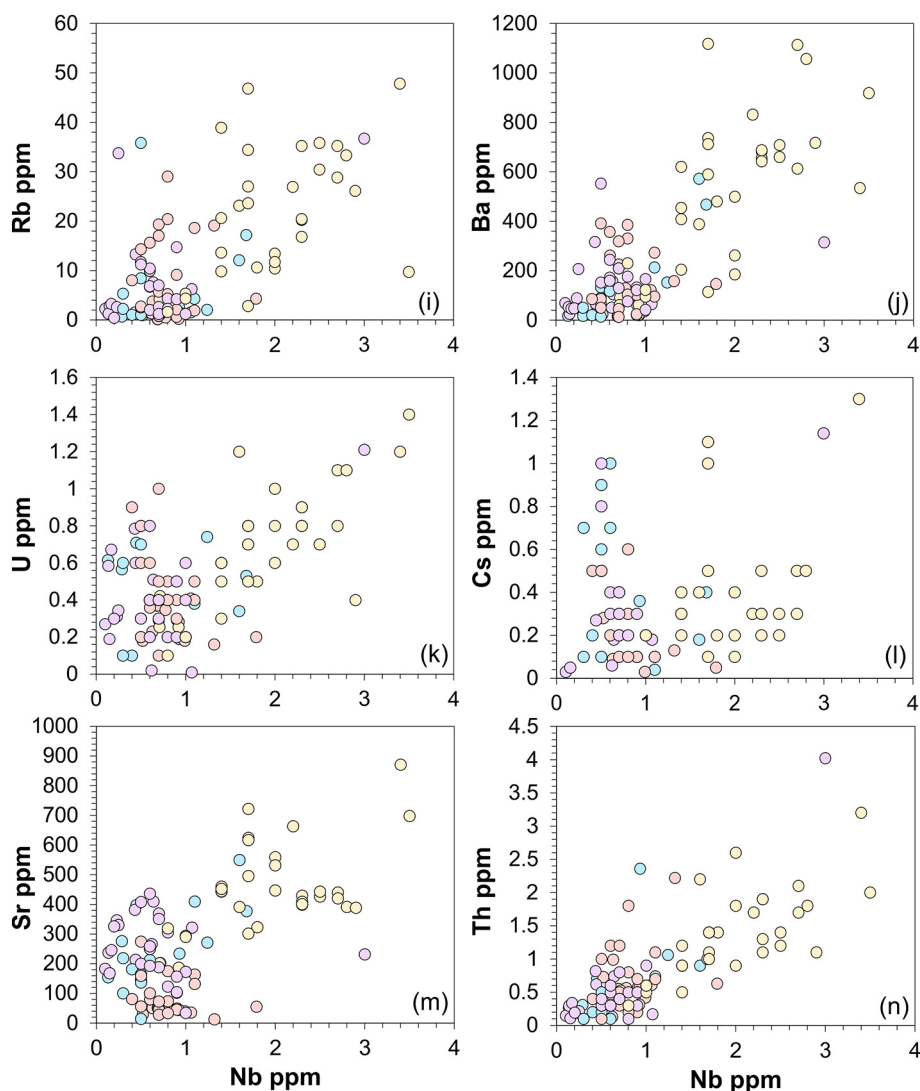 60
50
40
30
20
10
0
Rb ppm
0 1 2 3 4
(i)
1200
1000
800
600
400
200
0
Ba ppm
0 1 2 3 4
(j)
1.6
1.4
1.2
1.0
0.8
0.6
0.4
0.2
0
U ppm
0 1 2 3 4
(k)
1.4
1.2
1
0.8
0.6
0.4
0.2
0
Cs ppm
0 1 2 3 4
(l)
1000
900
800
700
600
500
400
300
200
100
0
Sr ppm
0 1 2 3 4
Nb ppm
(m)
4.5
4
3.5
3
2.5
2
1.5
1
0.5
0
Th ppm
0 1 2 3 4
Nb ppm
(n)